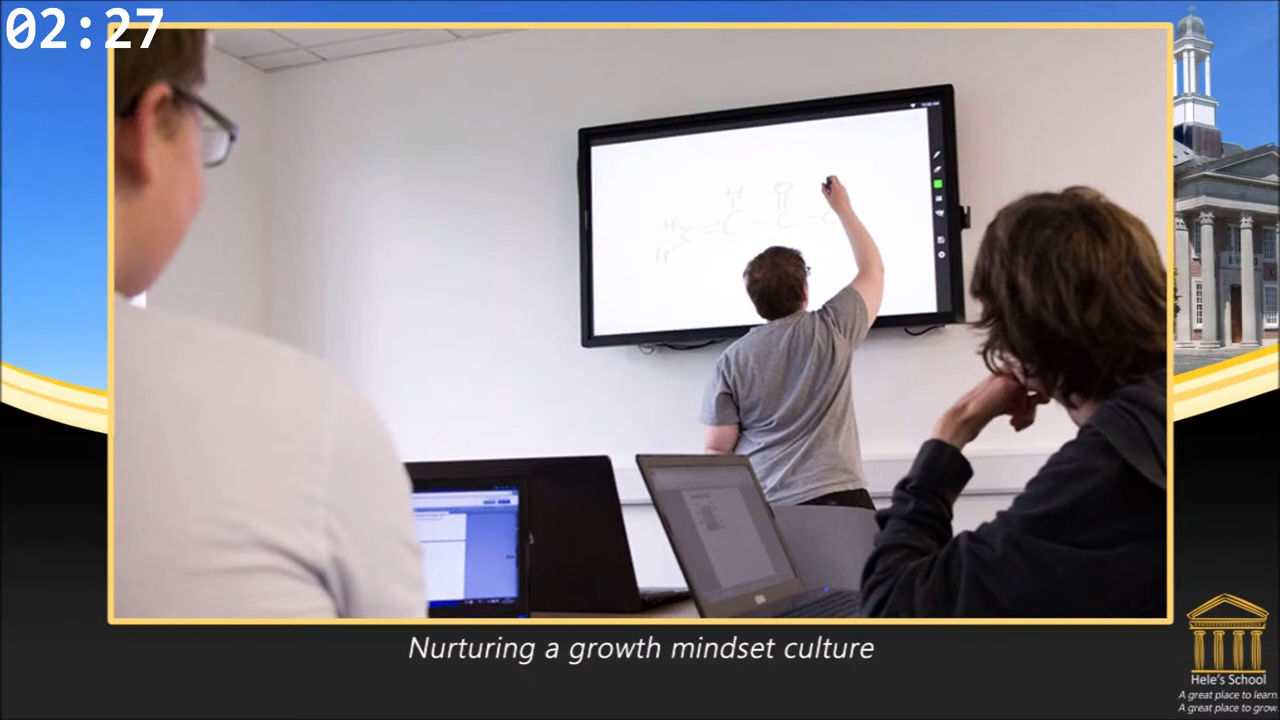 02:27
H
O
H
C
C
C
H
Nurturing a growth mindset culture
Hele's School
A great place to learn.
A great place to grow.